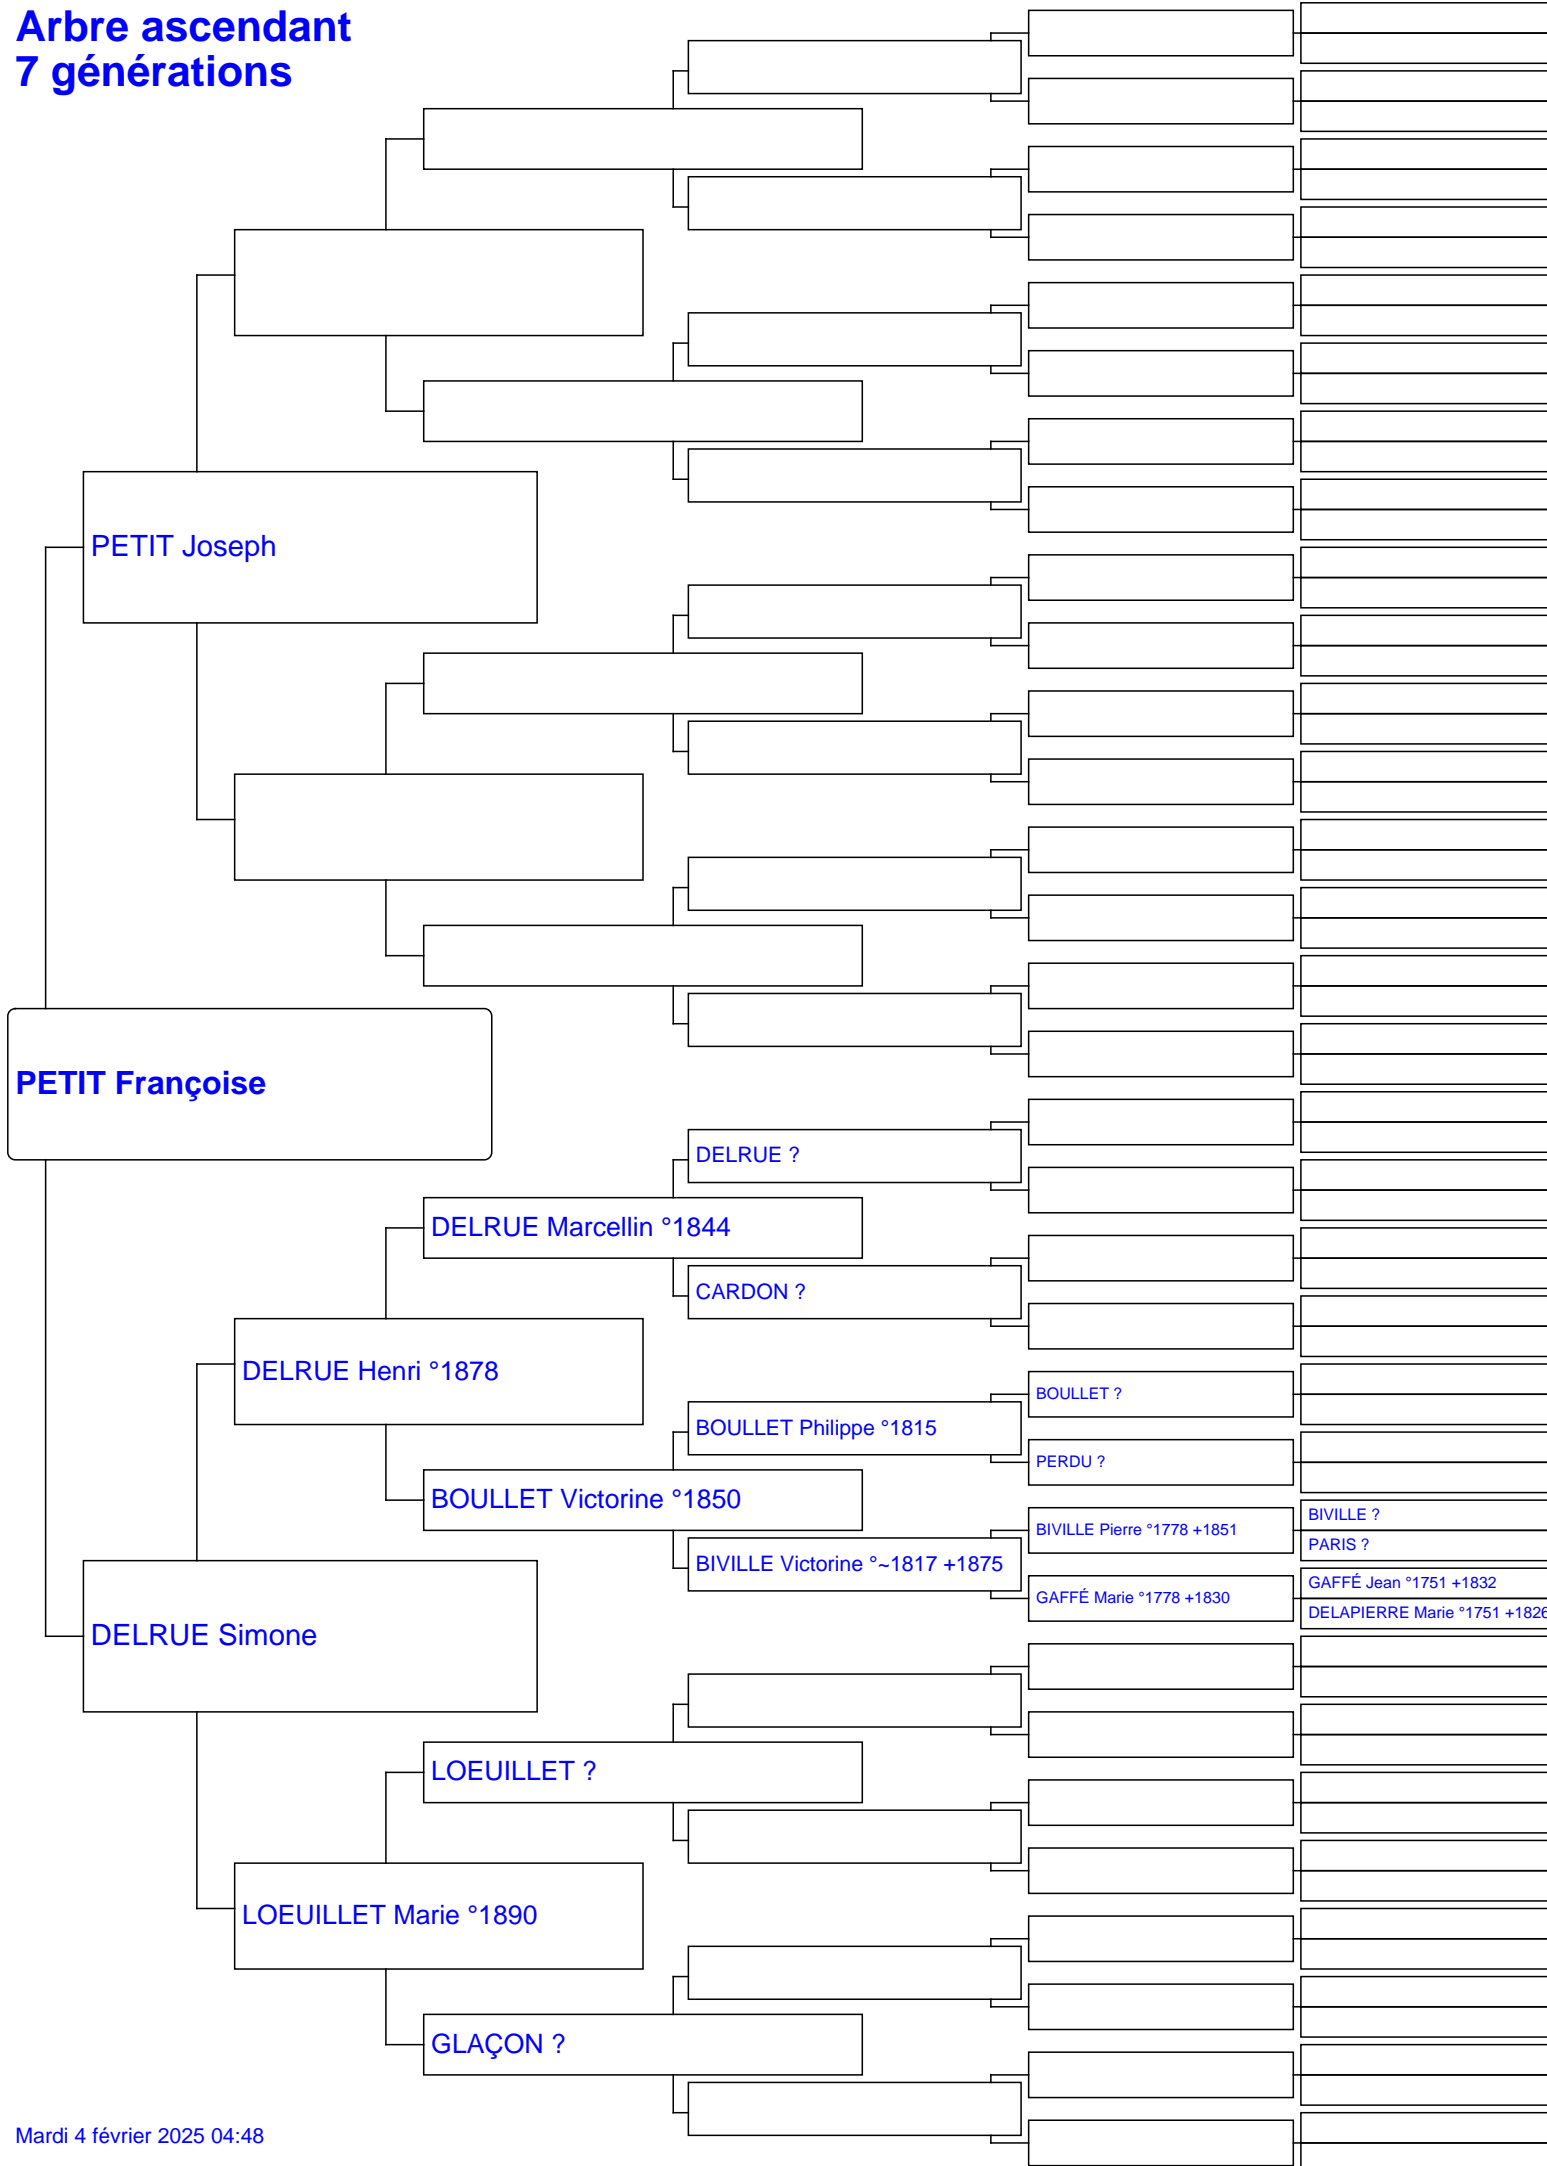 Arbre ascendant
7 générations
PETIT Joseph
PETIT Françoise
DELRUE ?
DELRUE Marcellin °1844
CARDON ?
DELRUE Henri °1878
BOULLET ?
BOULLET Philippe °1815
PERDU ?
BOULLET Victorine °1850
BIVILLE ?
BIVILLE Pierre °1778 +1851
PARIS ?
BIVILLE Victorine °~1817 +1875
GAFFÉ Jean °1751 +1832
GAFFÉ Marie °1778 +1830
DELAPIERRE Marie °1751 +1826
DELRUE Simone
LOEUILLET ?
LOEUILLET Marie °1890
GLAÇON ?
Mardi 4 février 2025 04:48